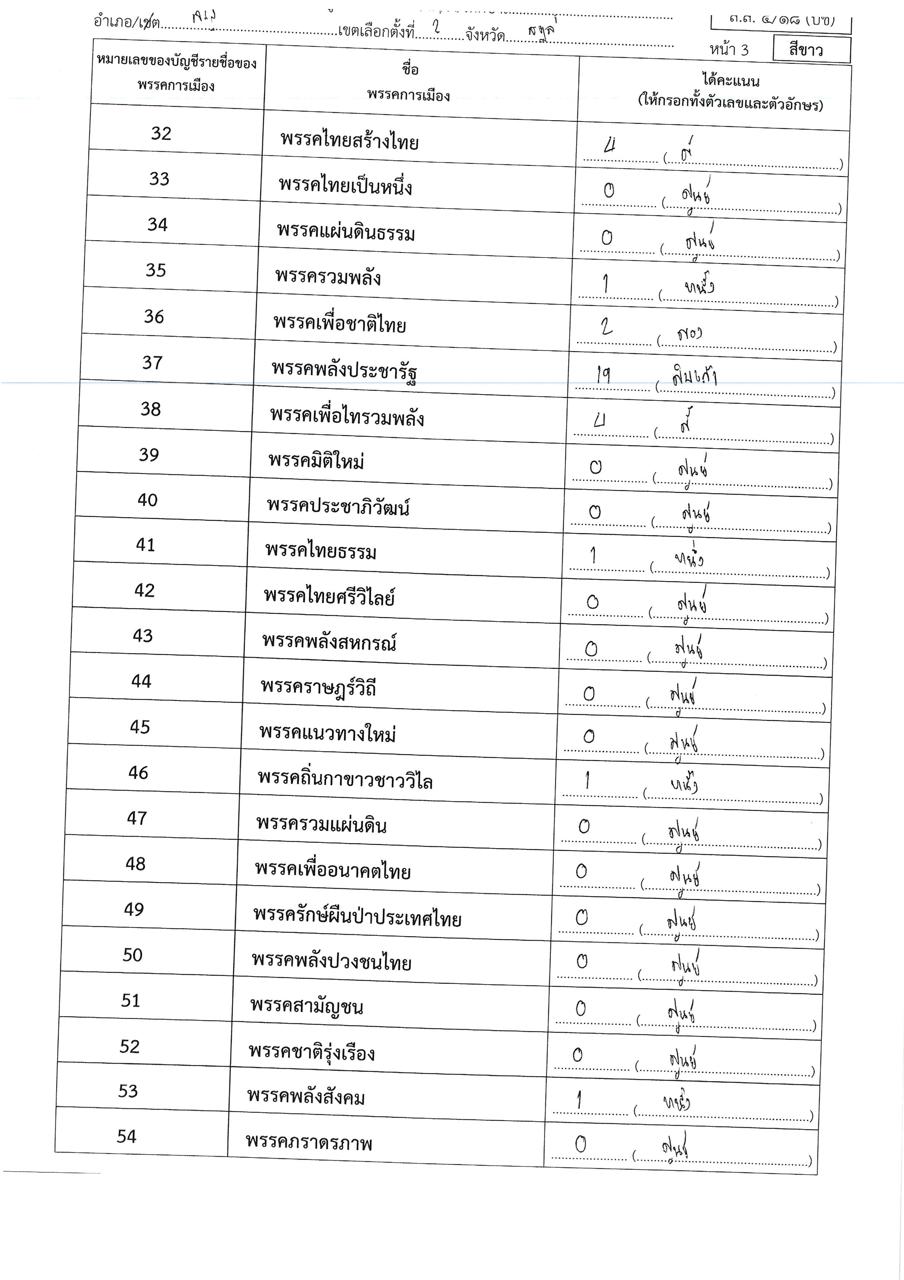 อำเภอ/เขต ละงู เขตเลือกตั้งที่ 2 จังหวัด สตูล
ส.ส. ๔/๑๘ (บช)
หน้า 3 สีขาว
หมายเลขของบัญชีรายชื่อของพรรคการเมือง ชื่อพรรคการเมือง ได้คะแนน (ให้กรอกทั้งตัวเลขและตัวอักษร)
32 พรรคไทยสร้างไทย 4 (สี่)
33 พรรคไทยเป็นหนึ่ง 0 (ศูนย์)
34 พรรคแผ่นดินธรรม 0 (ศูนย์)
35 พรรครวมพลัง 1 (หนึ่ง)
36 พรรคเพื่อชาติไทย 2 (สอง)
37 พรรคพลังประชารัฐ 19 (สิบเก้า)
38 พรรคเพื่อไทรวมพลัง 4 (สี่)
39 พรรคมิติใหม่ 0 (ศูนย์)
40 พรรคประชาภิวัฒน์ 0 (ศูนย์)
41 พรรคไทยธรรม 1 (หนึ่ง)
42 พรรคไทยศรีวิไลย์ 0 (ศูนย์)
43 พรรคพลังสหกรณ์ 0 (ศูนย์)
44 พรรคราษฎร์วิถี 0 (ศูนย์)
45 พรรคแนวทางใหม่ 0 (ศูนย์)
46 พรรคถิ่นกาขาวชาววิไล 1 (หนึ่ง)
47 พรรครวมแผ่นดิน 0 (ศูนย์)
48 พรรคเพื่ออนาคตไทย 0 (ศูนย์)
49 พรรครักษ์ผืนป่าประเทศไทย 0 (ศูนย์)
50 พรรคพลังปวงชนไทย 0 (ศูนย์)
51 พรรคสามัญชน 0 (ศูนย์)
52 พรรคชาติรุ่งเรือง 0 (ศูนย์)
53 พรรคพลังสังคม 1 (หนึ่ง)
54 พรรคภราดรภาพ 0 (ศูนย์)